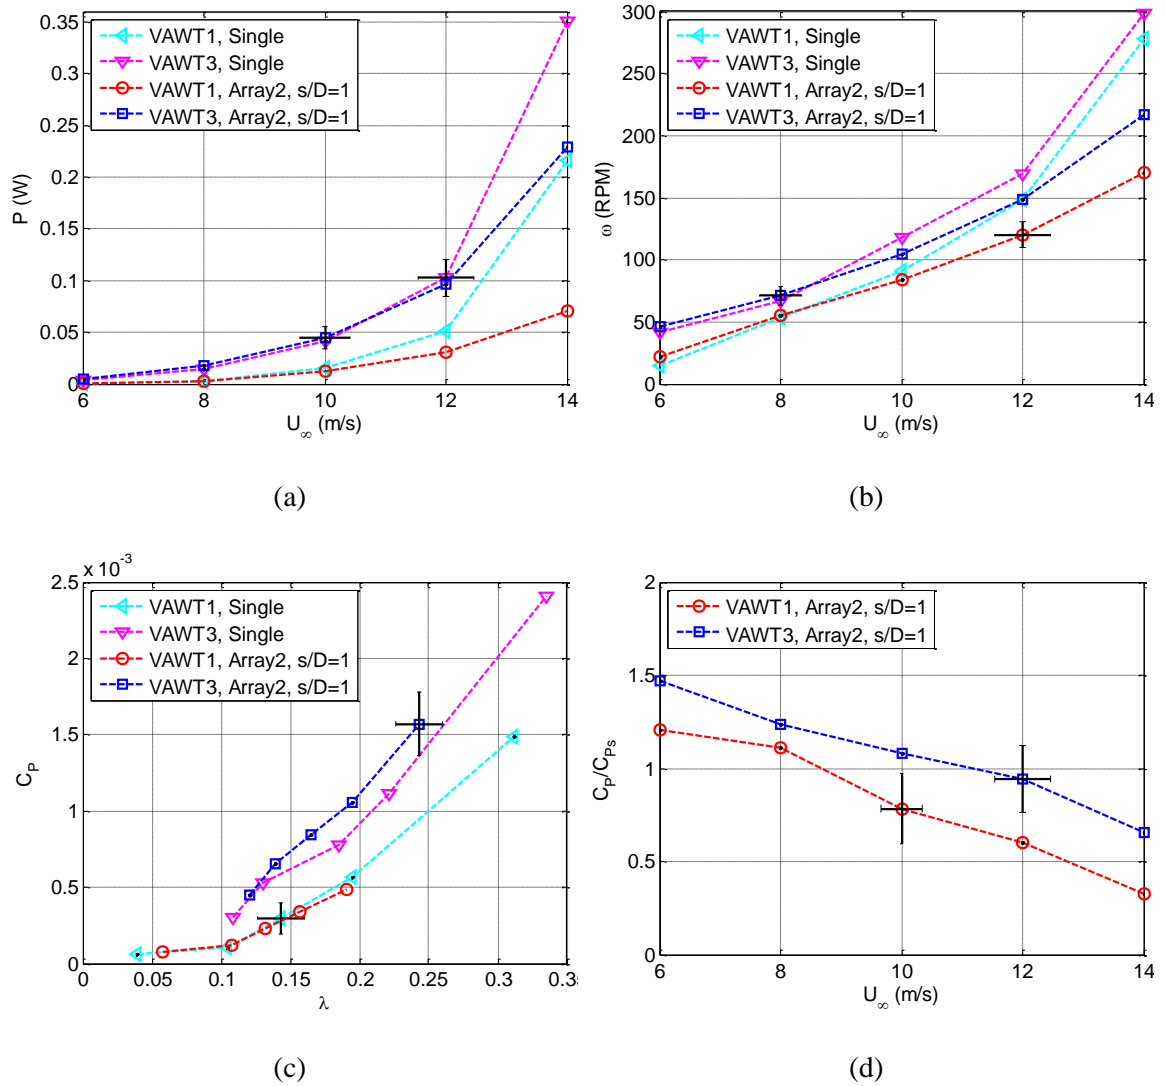 0.35
0.3
0.25
0.2
0.15
0.1
0.05
0
P (W)
VAWT1, Single
VAWT3, Single
VAWT1, Array2, s/D=1
VAWT3, Array2, s/D=1
6 8 10 12 14
U∞ (m/s)
(a)
300
250
200
150
100
50
0
ω (RPM)
VAWT1, Single
VAWT3, Single
VAWT1, Array2, s/D=1
VAWT3, Array2, s/D=1
6 8 10 12 14
U∞ (m/s)
(b)
x 10⁻³
2.5
2
1.5
1
0.5
0
C_P
VAWT1, Single
VAWT3, Single
VAWT1, Array2, s/D=1
VAWT3, Array2, s/D=1
0 0.05 0.1 0.15 0.2 0.25 0.3
λ
(c)
2
1.5
1
0.5
0
C_P/C_Ps
VAWT1, Array2, s/D=1
VAWT3, Array2, s/D=1
6 8 10 12 14
U∞ (m/s)
(d)